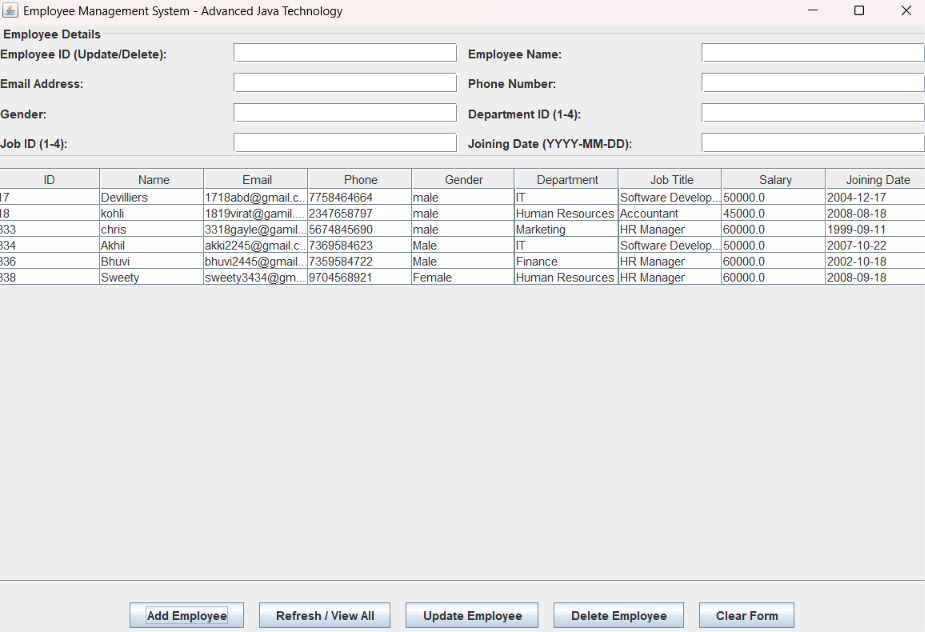 Employee Management System - Advanced Java Technology
Employee Details
Employee ID (Update/Delete): Employee Name:
Email Address: Phone Number:
Gender: Department ID (1-4):
Job ID (1-4): Joining Date (YYYY-MM-DD):
ID Name Email Phone Gender Department Job Title Salary Joining Date
17 Devilliers 1718abd@gmail.c... 7758464664 male IT Software Develop... 50000.0 2004-12-17
18 kohli 1819virat@gamil.... 2347658797 male Human Resources Accountant 45000.0 2008-08-18
333 chris 3318gayle@gamil... 5674845690 male Marketing HR Manager 60000.0 1999-09-11
334 Akhil akki2245@gmail.c... 7369584623 Male IT Software Develop... 50000.0 2007-10-22
336 Bhuvi bhuvi2445@gmail... 7359584722 Male Finance HR Manager 60000.0 2002-10-18
338 Sweety sweety3434@gm... 9704568921 Female Human Resources HR Manager 60000.0 2008-09-18
Add Employee Refresh / View All Update Employee Delete Employee Clear Form